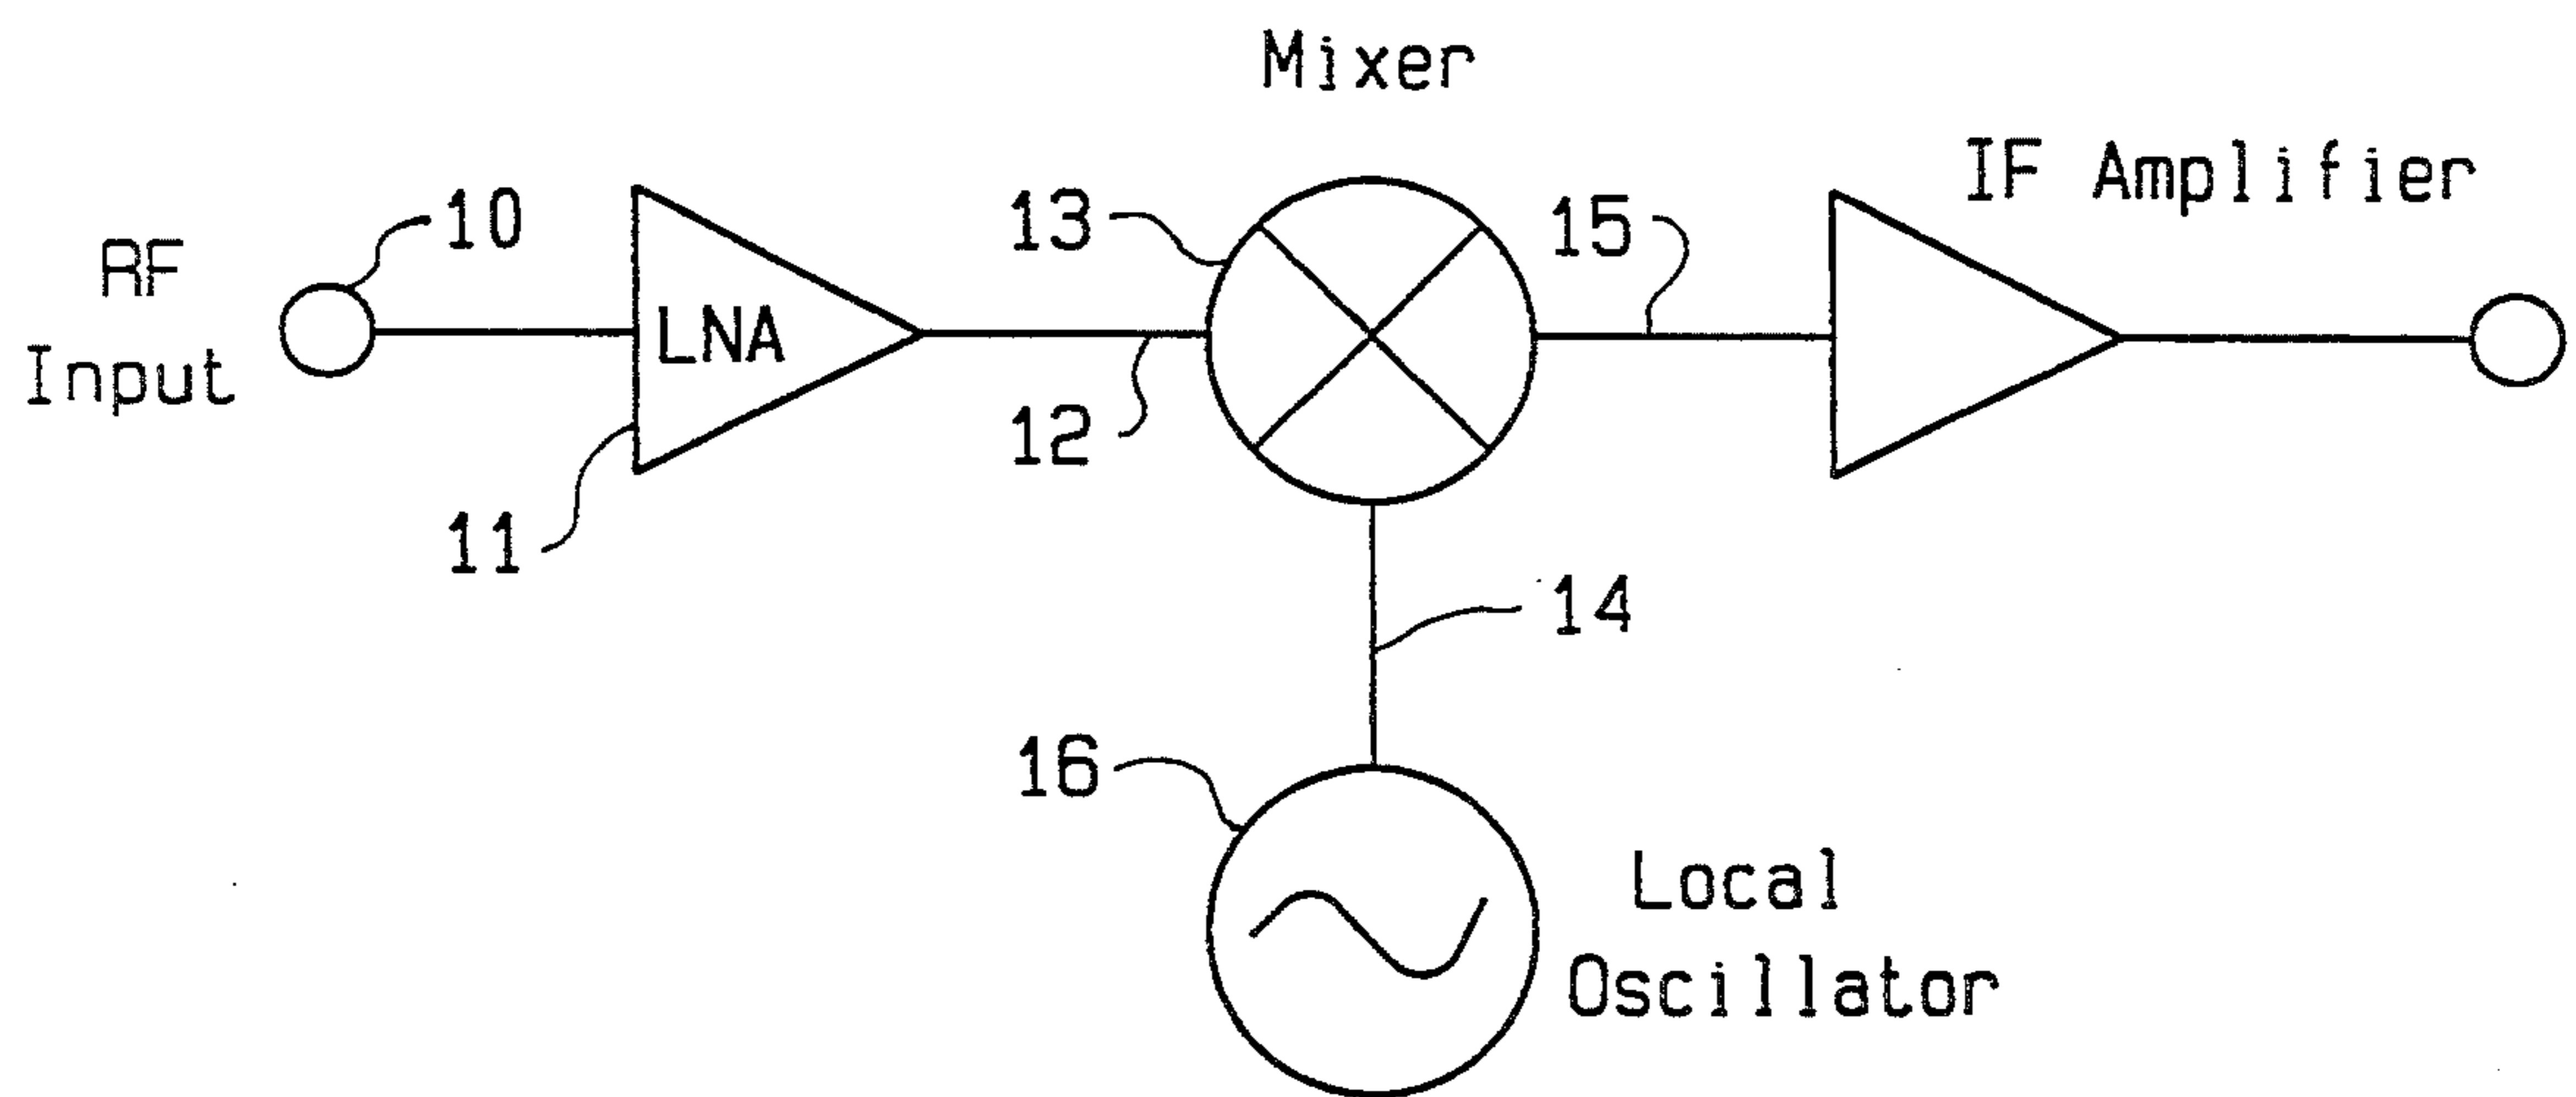 Mixer
IF Amplifier
RF
Input
10
LNA
11
12
13
15
14
16
Local
Oscillator